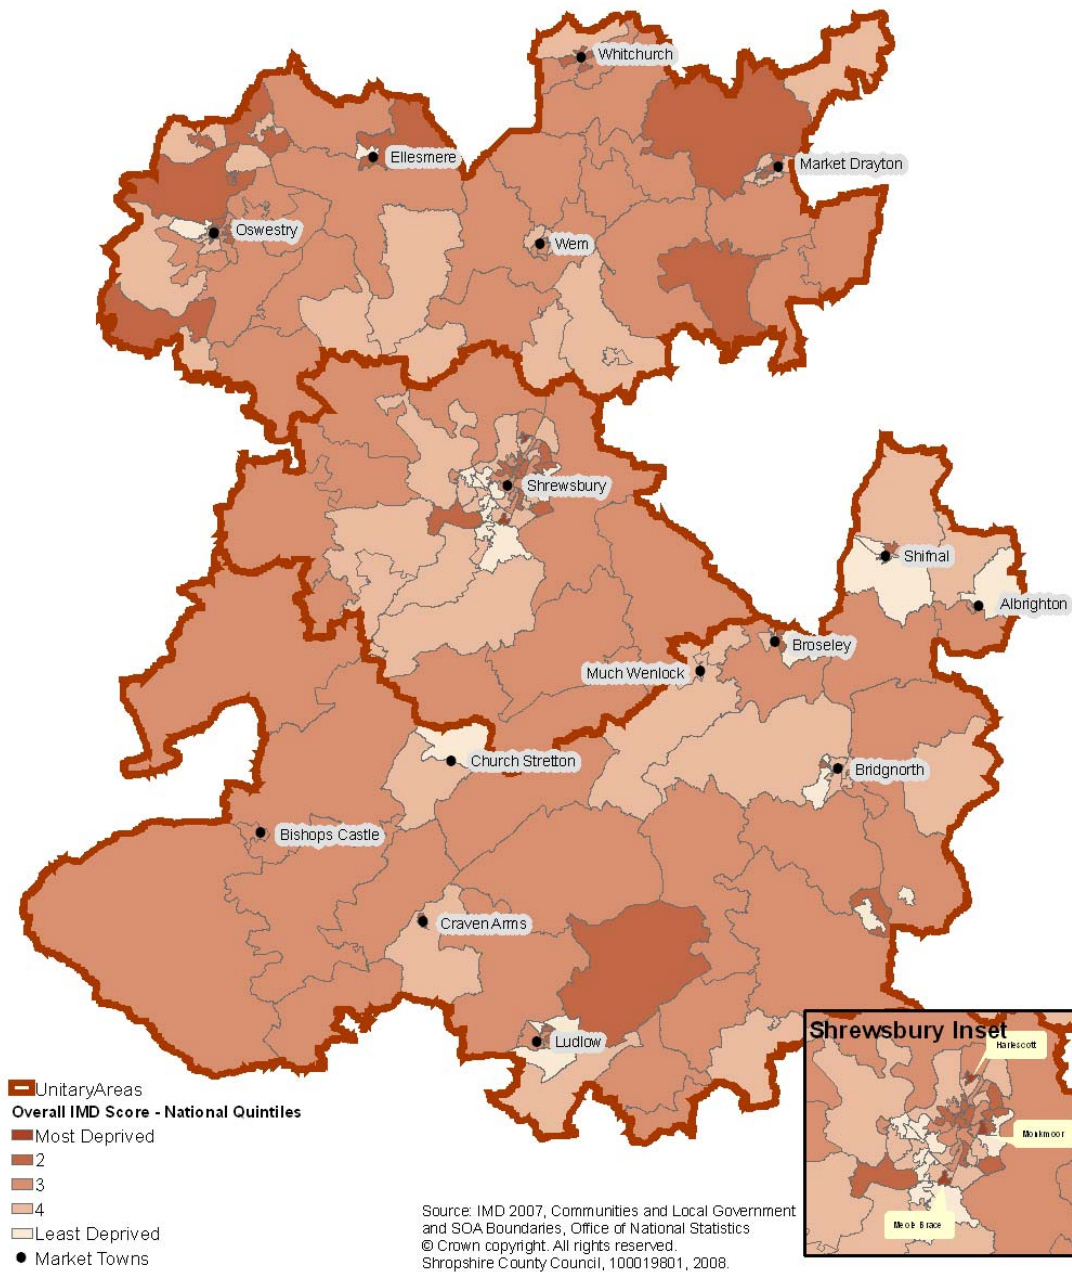 Whitchurch
Ellesmere
Market Drayton
Oswestry
Wem
Shrewsbury
Shifnal
Albrighton
Broseley
Much Wenlock
Church Stretton
Bridgnorth
Bishops Castle
Craven Arms
Ludlow
Shrewsbury Inset
Harlescott
Monkmoor
Meole Brace
UnitaryAreas
Overall IMD Score - National Quintiles
Most Deprived
2
3
4
Least Deprived
Market Towns
Source: IMD 2007, Communities and Local Government
and SOA Boundaries, Office of National Statistics
© Crown copyright. All rights reserved.
Shropshire County Council, 100019801, 2008.